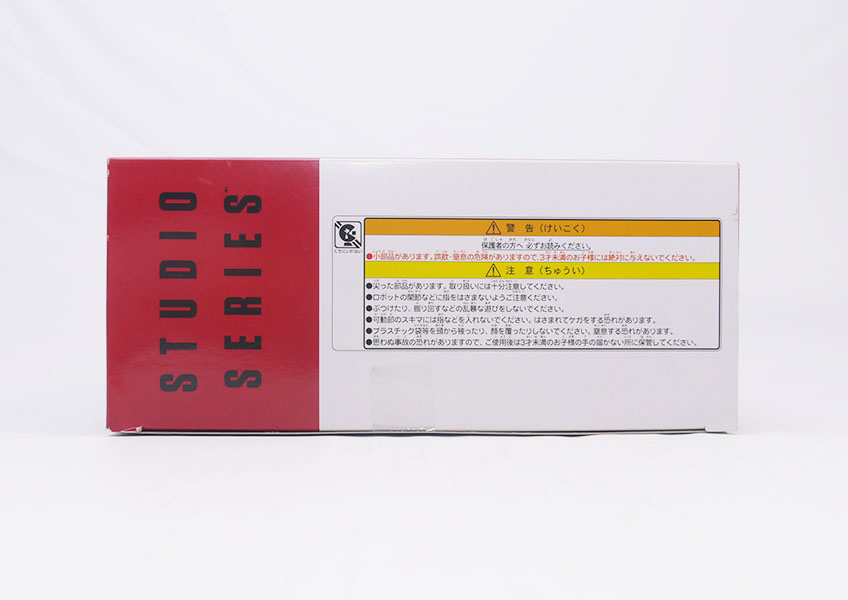 STUDIO
SERIES™
くちにいれない
警告（けいこく）
保護者の方へ 必ずお読みください。
●小部品があります。誤飲・窒息の危険がありますので、3才未満のお子様には絶対に与えないでください。
注意（ちゅうい）
●尖った部品があります。取り扱いには十分注意してください。
●ロボットの関節などに指をはさまないようご注意ください。
●ぶつけたり、振り回すなどの乱暴な遊びをしないでください。
●可動部のスキマには指などを入れないでください。はさまれてケガをする恐れがあります。
●プラスチック袋等を頭から被ったり、顔を覆ったりしないでください。窒息する恐れがあります。
●思わぬ事故の恐れがありますので、ご使用後は3才未満のお子様の手の届かない所に保管してください。